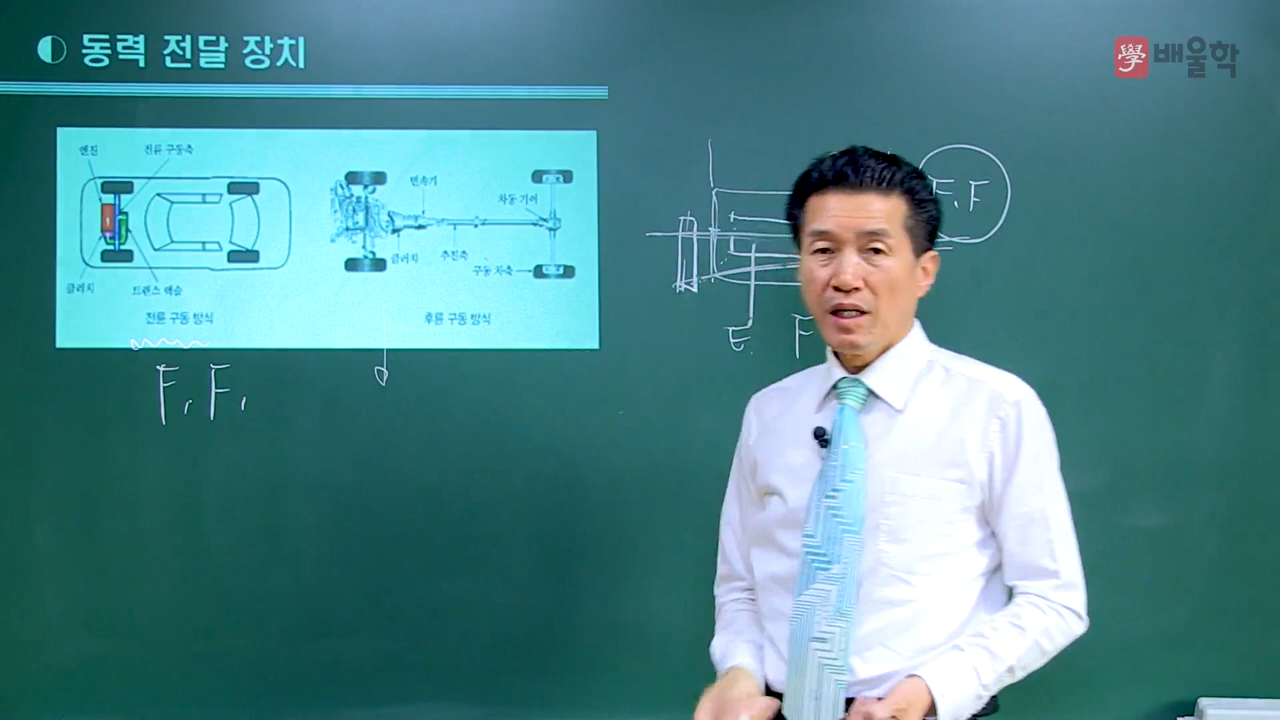 동력 전달 장치
學 배울학
엔진
전륜 구동축
클러치
트랜스 액슬
전륜 구동 방식
변속기
차동 기어
클러치
추진축
구동 차축
후륜 구동 방식
F, F,
F, F
E.
F